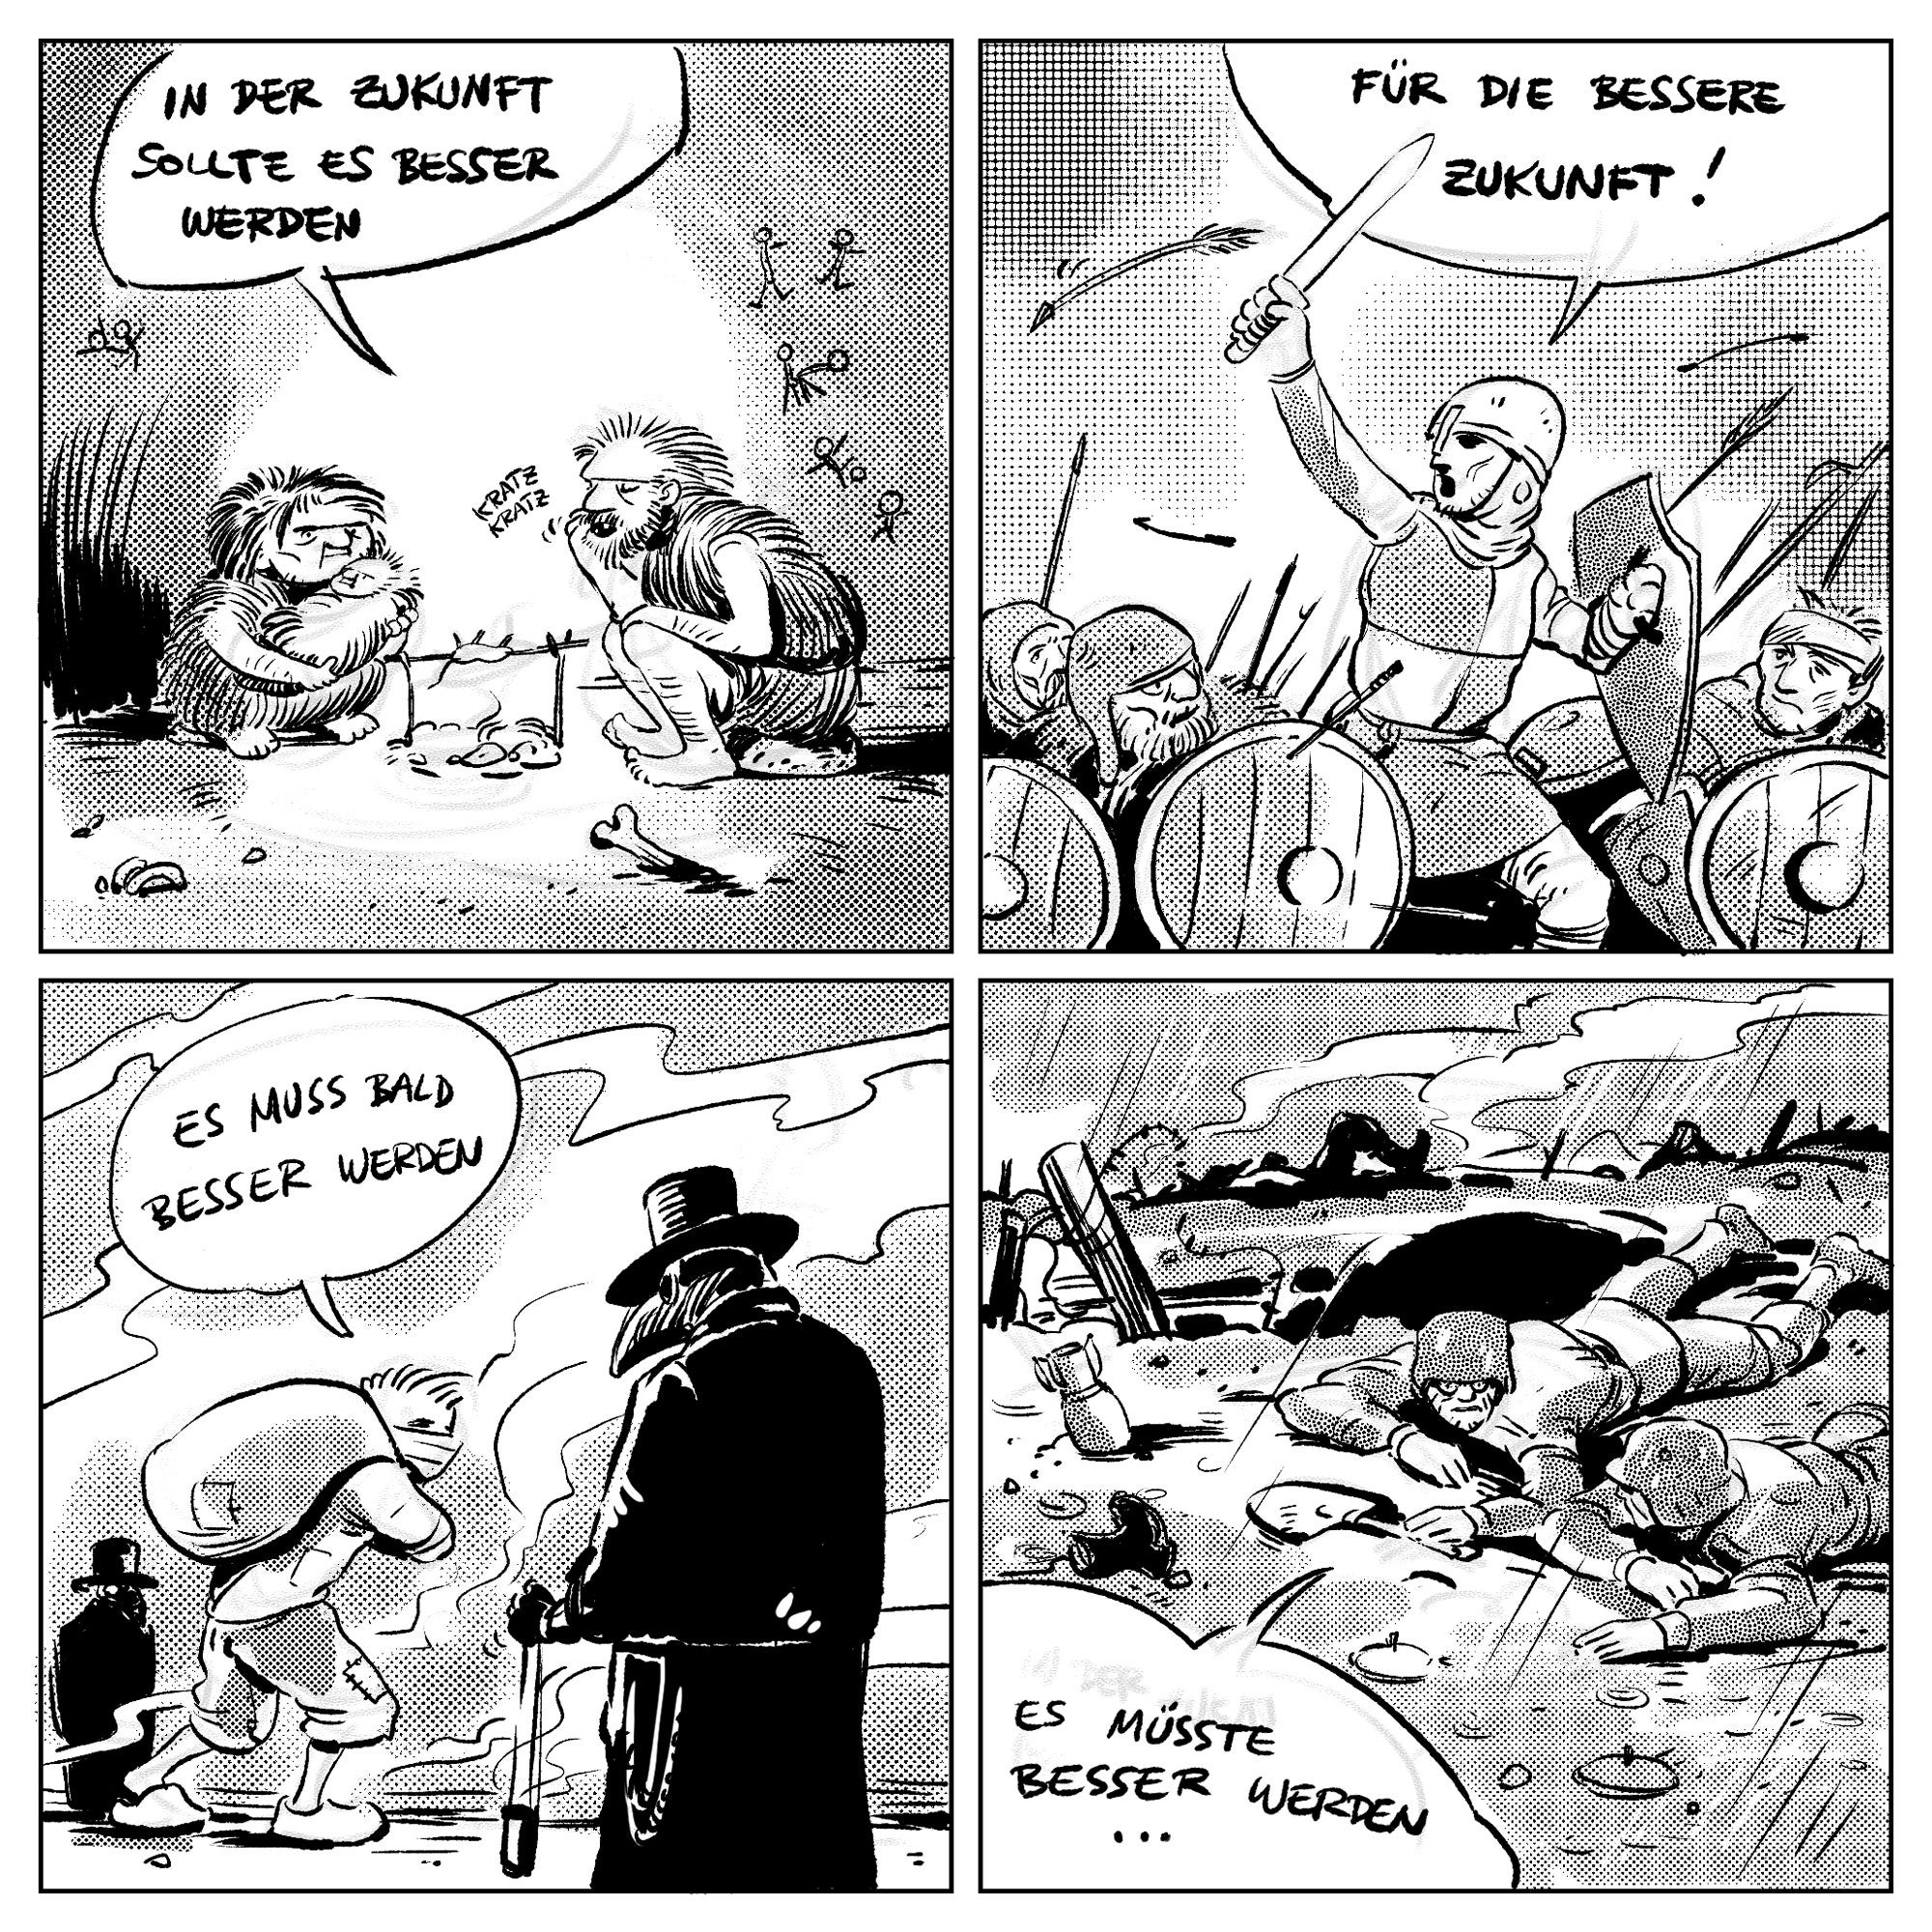 IN DER ZUKUNFT
SOLLTE ES BESSER
WERDEN
KRATZ
KRATZ
FÜR DIE BESSERE
ZUKUNFT!
ES MUSS BALD
BESSER WERDEN
ES MÜSSTE
BESSER WERDEN
...